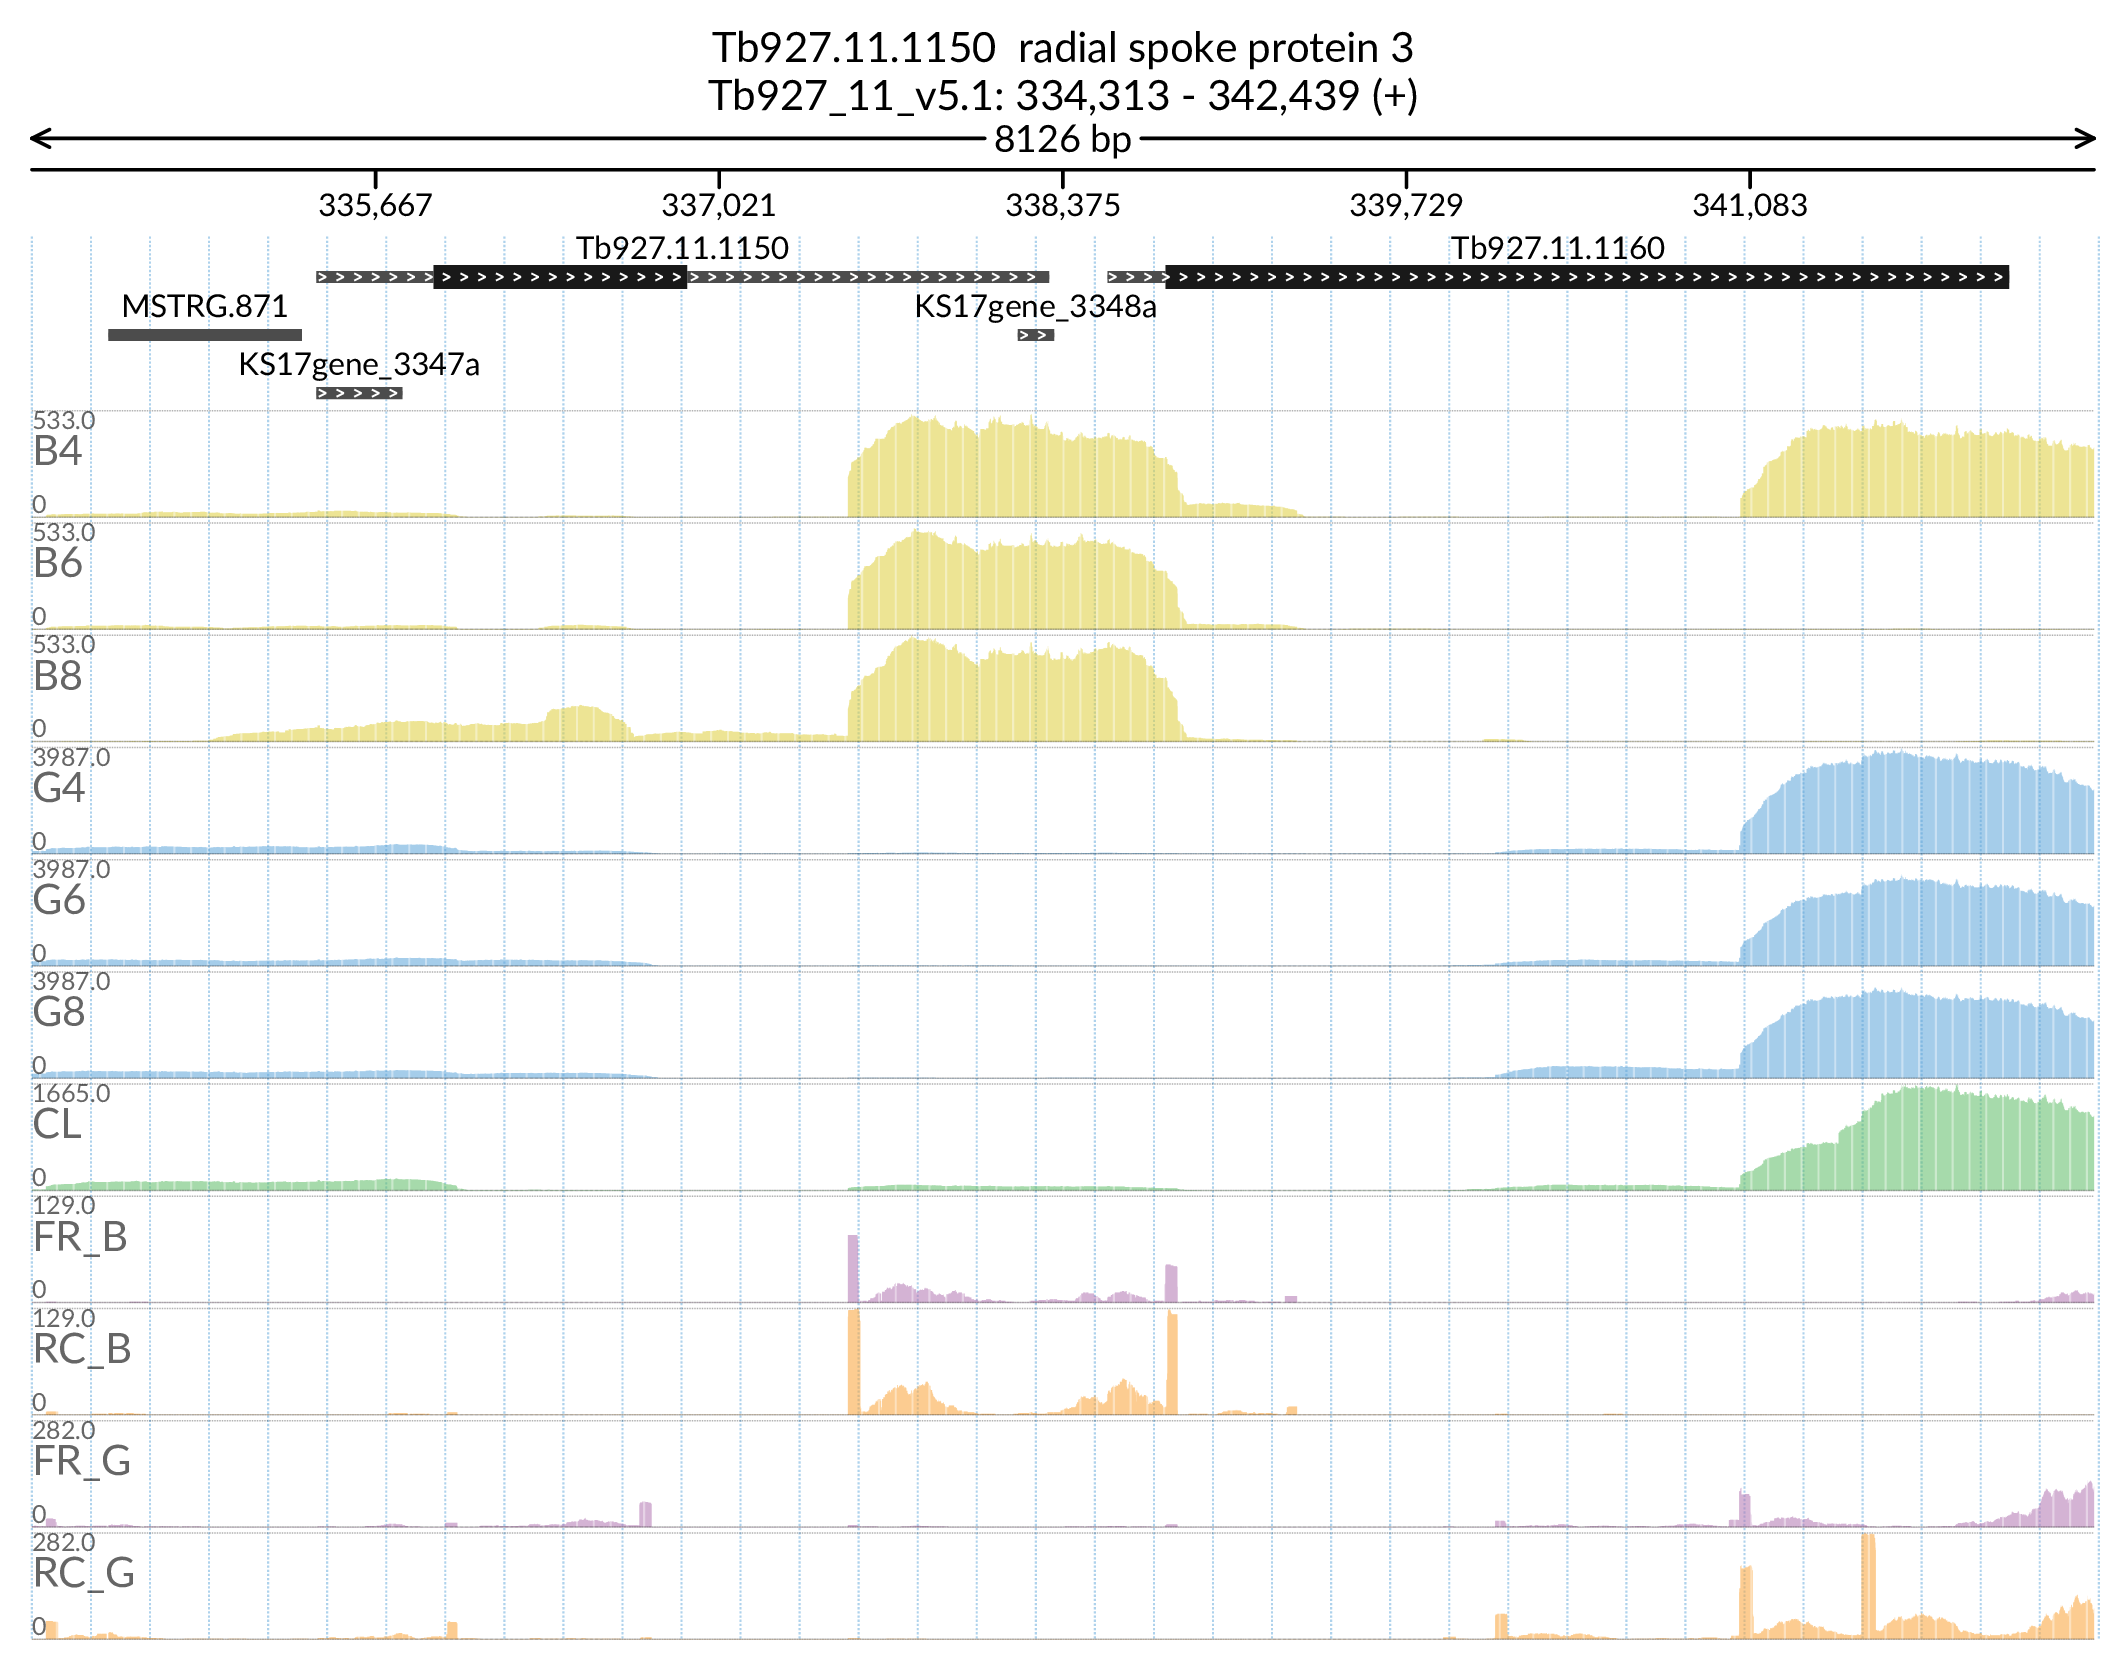 Tb927.11.1150 radial spoke protein 3
Tb927_11_v5.1: 334,313 - 342,439 (+)
8126 bp
335,667 337,021 338,375 339,729 341,083
Tb927.11.1150 Tb927.11.1160
MSTRG.871 KS17gene_3348a
KS17gene_3347a
533.0
B4
0
533.0
B6
0
533.0
B8
0
3987.0
G4
0
3987.0
G6
0
3987.0
G8
0
1665.0
CL
0
129.0
FR_B
0
129.0
RC_B
0
282.0
FR_G
0
282.0
RC_G
0